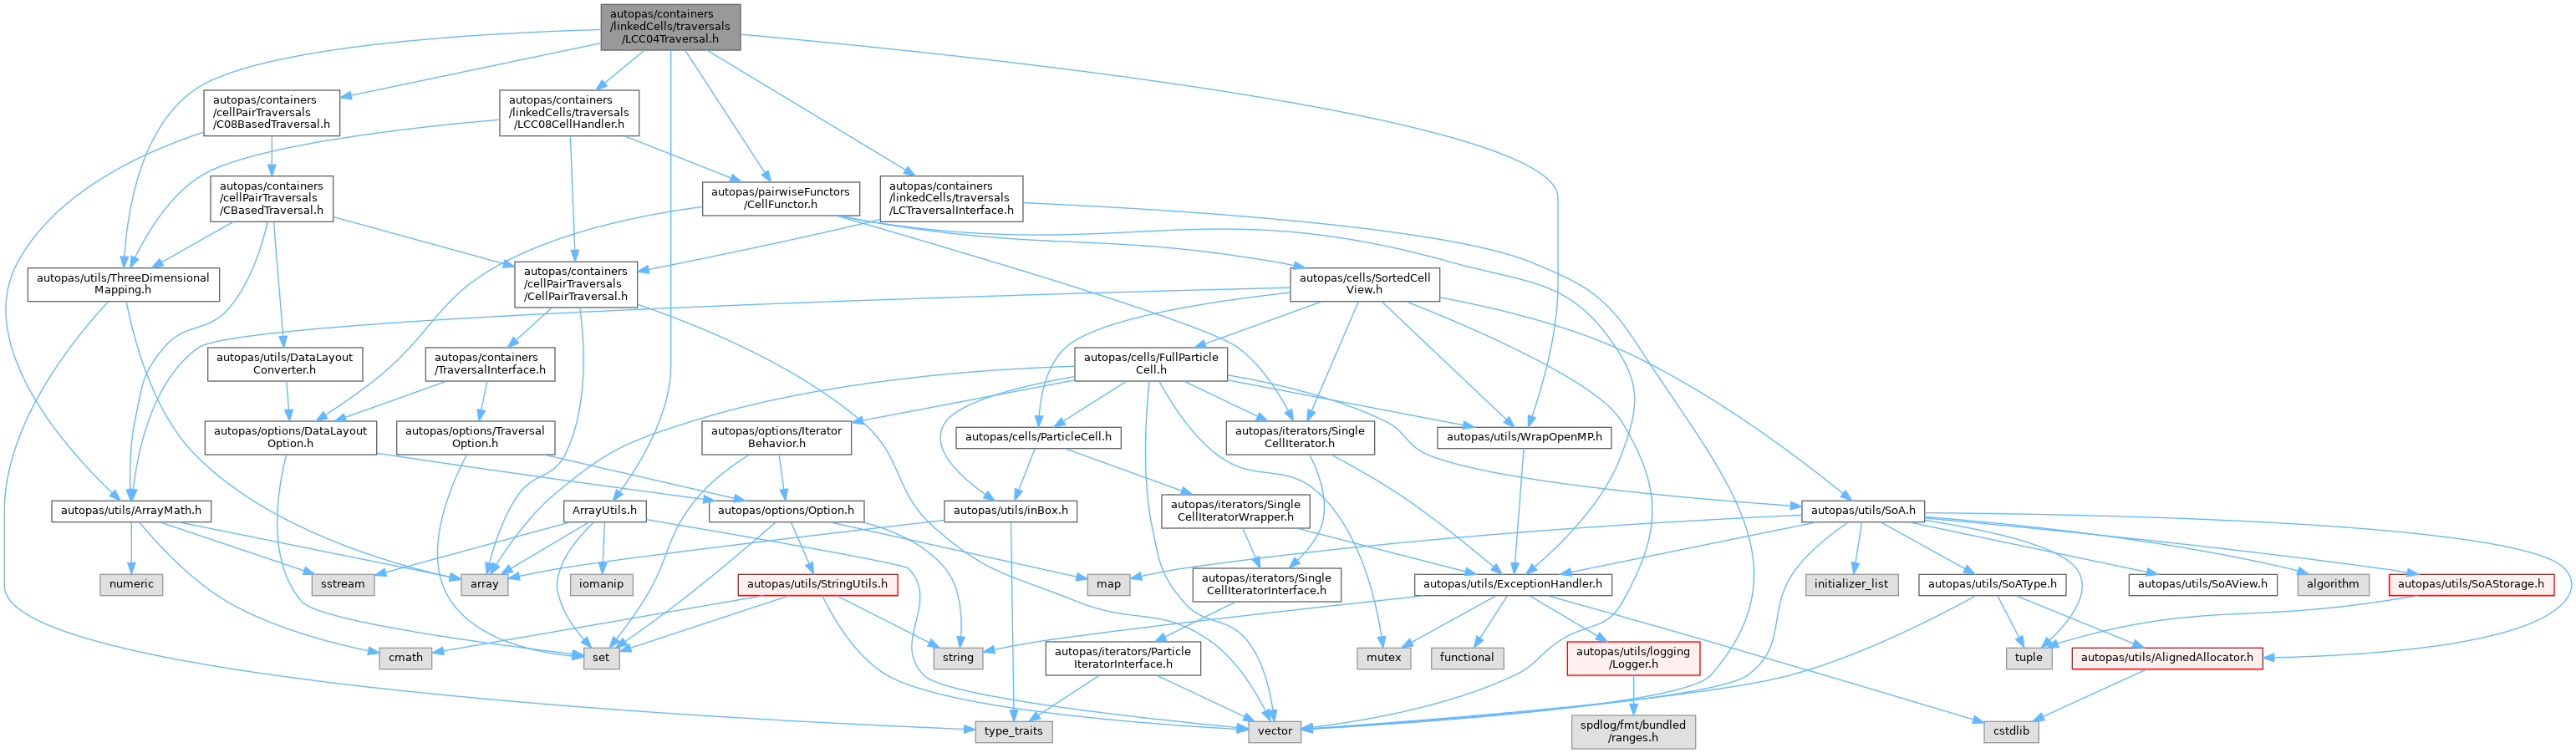 autopas/containers
/linkedCells/traversals
/LCC04Traversal.h
autopas/containers
/cellPairTraversals
/C08BasedTraversal.h
autopas/containers
/linkedCells/traversals
/LCC08CellHandler.h
autopas/containers
/cellPairTraversals
/CBasedTraversal.h
autopas/pairwiseFunctors
/CellFunctor.h
autopas/containers
/linkedCells/traversals
/LCTraversalInterface.h
autopas/utils/ThreeDimensional
Mapping.h
autopas/containers
/cellPairTraversals
/CellPairTraversal.h
autopas/cells/SortedCell
View.h
autopas/utils/DataLayout
Converter.h
autopas/containers
/TraversalInterface.h
autopas/cells/FullParticle
Cell.h
autopas/options/DataLayout
Option.h
autopas/options/Traversal
Option.h
autopas/options/Iterator
Behavior.h
autopas/cells/ParticleCell.h
autopas/iterators/Single
CellIterator.h
autopas/utils/WrapOpenMP.h
autopas/utils/ArrayMath.h
ArrayUtils.h
autopas/options/Option.h
autopas/utils/inBox.h
autopas/iterators/Single
CellIteratorWrapper.h
autopas/utils/SoA.h
numeric
sstream
array
iomanip
autopas/utils/StringUtils.h
map
autopas/iterators/Single
CellIteratorInterface.h
autopas/utils/ExceptionHandler.h
initializer_list
autopas/utils/SoAType.h
autopas/utils/SoAView.h
algorithm
autopas/utils/SoAStorage.h
cmath
set
string
autopas/iterators/Particle
IteratorInterface.h
mutex
functional
autopas/utils/logging
/Logger.h
tuple
autopas/utils/AlignedAllocator.h
type_traits
vector
spdlog/fmt/bundled
/ranges.h
cstdlib